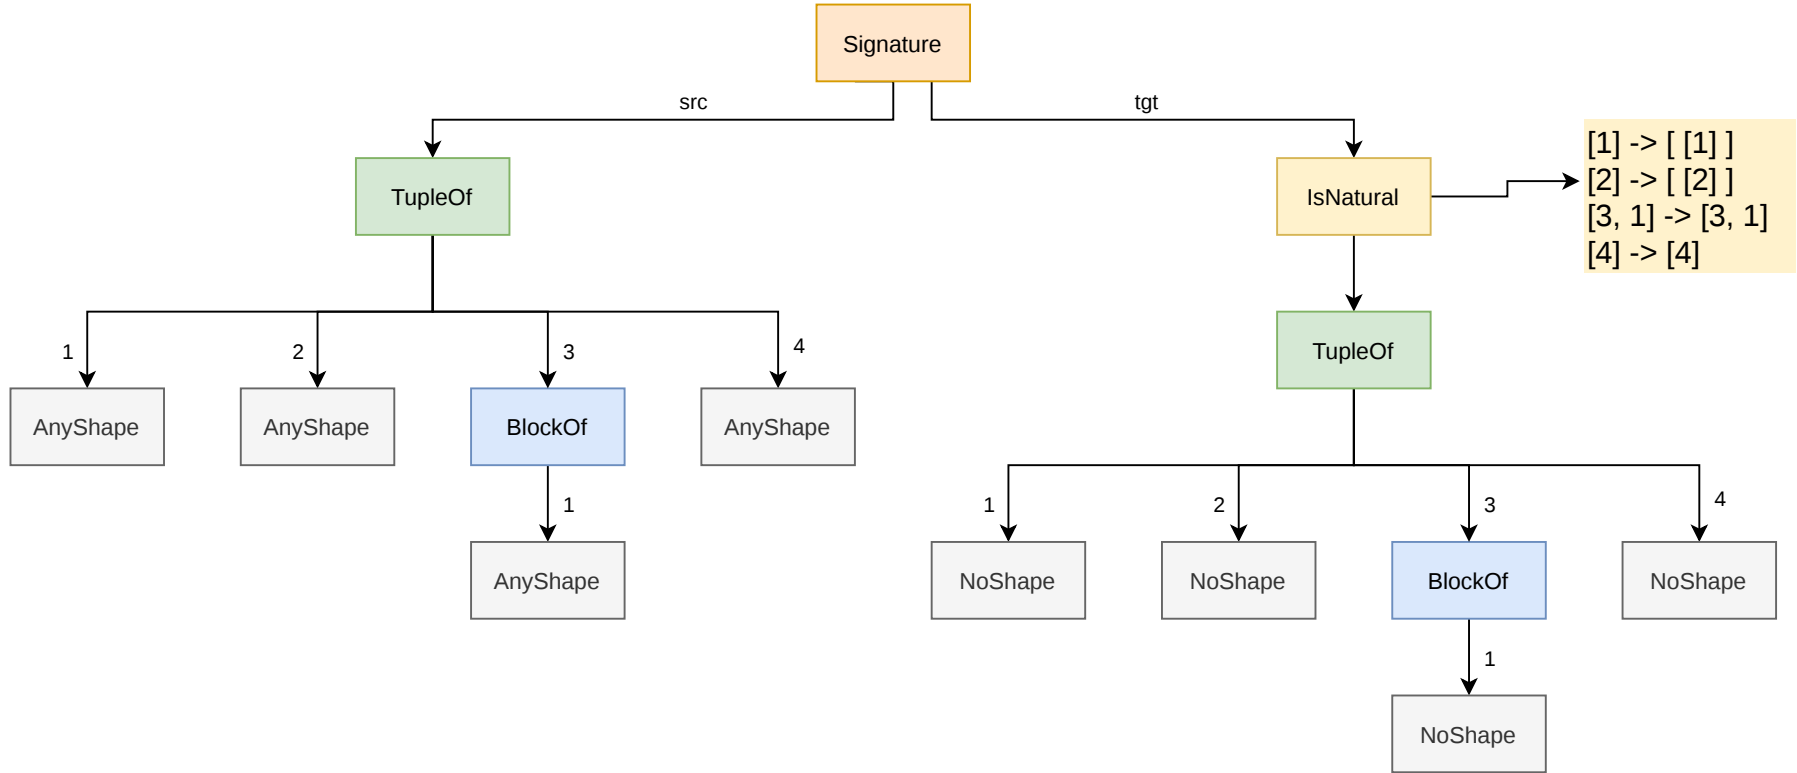 Signature
src
tgt
[1] -> [ [1] ]
[2] -> [ [2] ]
[3, 1] -> [3, 1]
[4] -> [4]
TupleOf
IsNatural
1
2
3
4
TupleOf
AnyShape
AnyShape
BlockOf
AnyShape
1
1
2
3
4
AnyShape
NoShape
NoShape
BlockOf
NoShape
1
NoShape